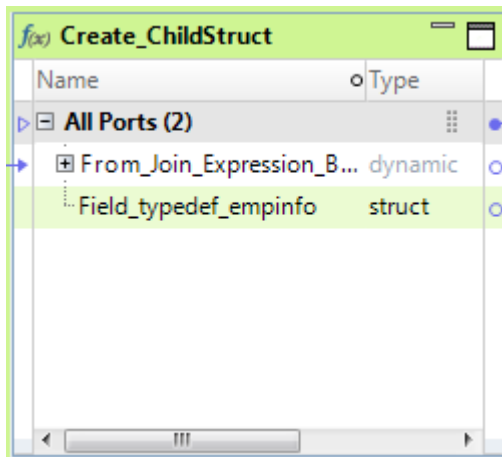 f(x) Create_ChildStruct
Name Type
All Ports (2)
From_Join_Expression_B... dynamic
Field_typedef_empinfo struct